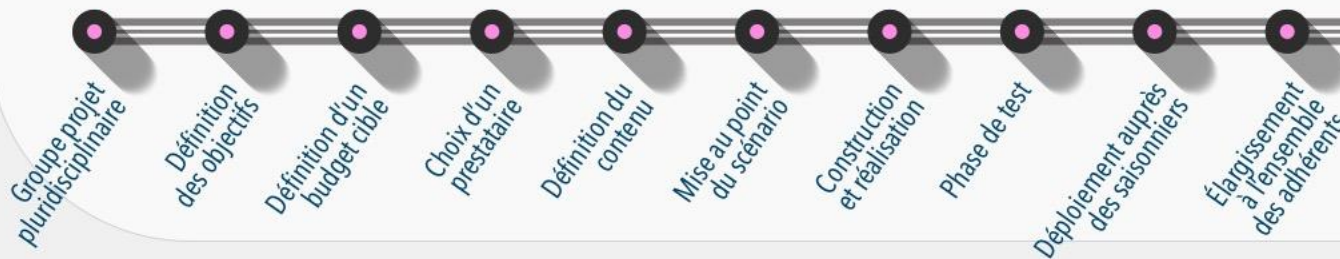 Groupe projet
pluridisciplinaire
Définition
des objectifs
Définition d'un
budget cible
Choix d'un
prestataire
Définition du
contenu
Mise au point
du scénario
Construction
et réalisation
Phase de test
Déploiement auprès
des saisonniers
Élargissement
à l'ensemble
des adhérents